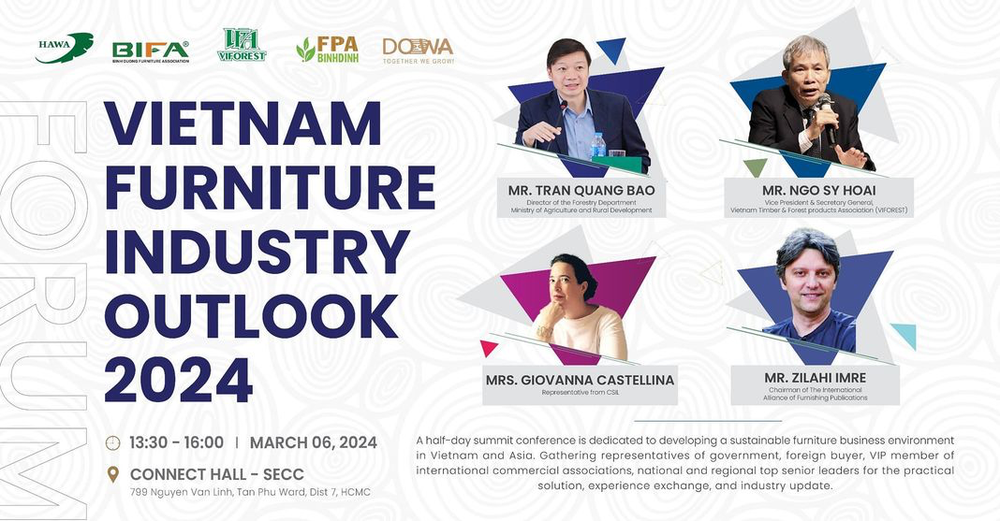 HAWA
BIFA®
BINH DUONG FURNITURE ASSOCIATION
VIFOREST
FPA
BINHDINH
DOWA
TOGETHER WE GROW!
FORUM
VIETNAM
FURNITURE
INDUSTRY
OUTLOOK
2024
13:30 - 16:00 | MARCH 06, 2024
CONNECT HALL - SECC
799 Nguyen Van Linh, Tan Phu Ward, Dist 7, HCMC
MR. TRAN QUANG BAO
Director of the Forestry Department
Ministry of Agriculture and Rural Development
MR. NGO SY HOAI
Vice President & Secretary General,
Vietnam Timber & Forest products Association (VIFOREST)
MRS. GIOVANNA CASTELLINA
Representative from CSIL
MR. ZILAHI IMRE
Chairman of The International
Alliance of Furnishing Publications
A half-day summit conference is dedicated to developing a sustainable furniture business environment
in Vietnam and Asia. Gathering representatives of government, foreign buyer, VIP member of
international commercial associations, national and regional top senior leaders for the practical
solution, experience exchange, and industry update.